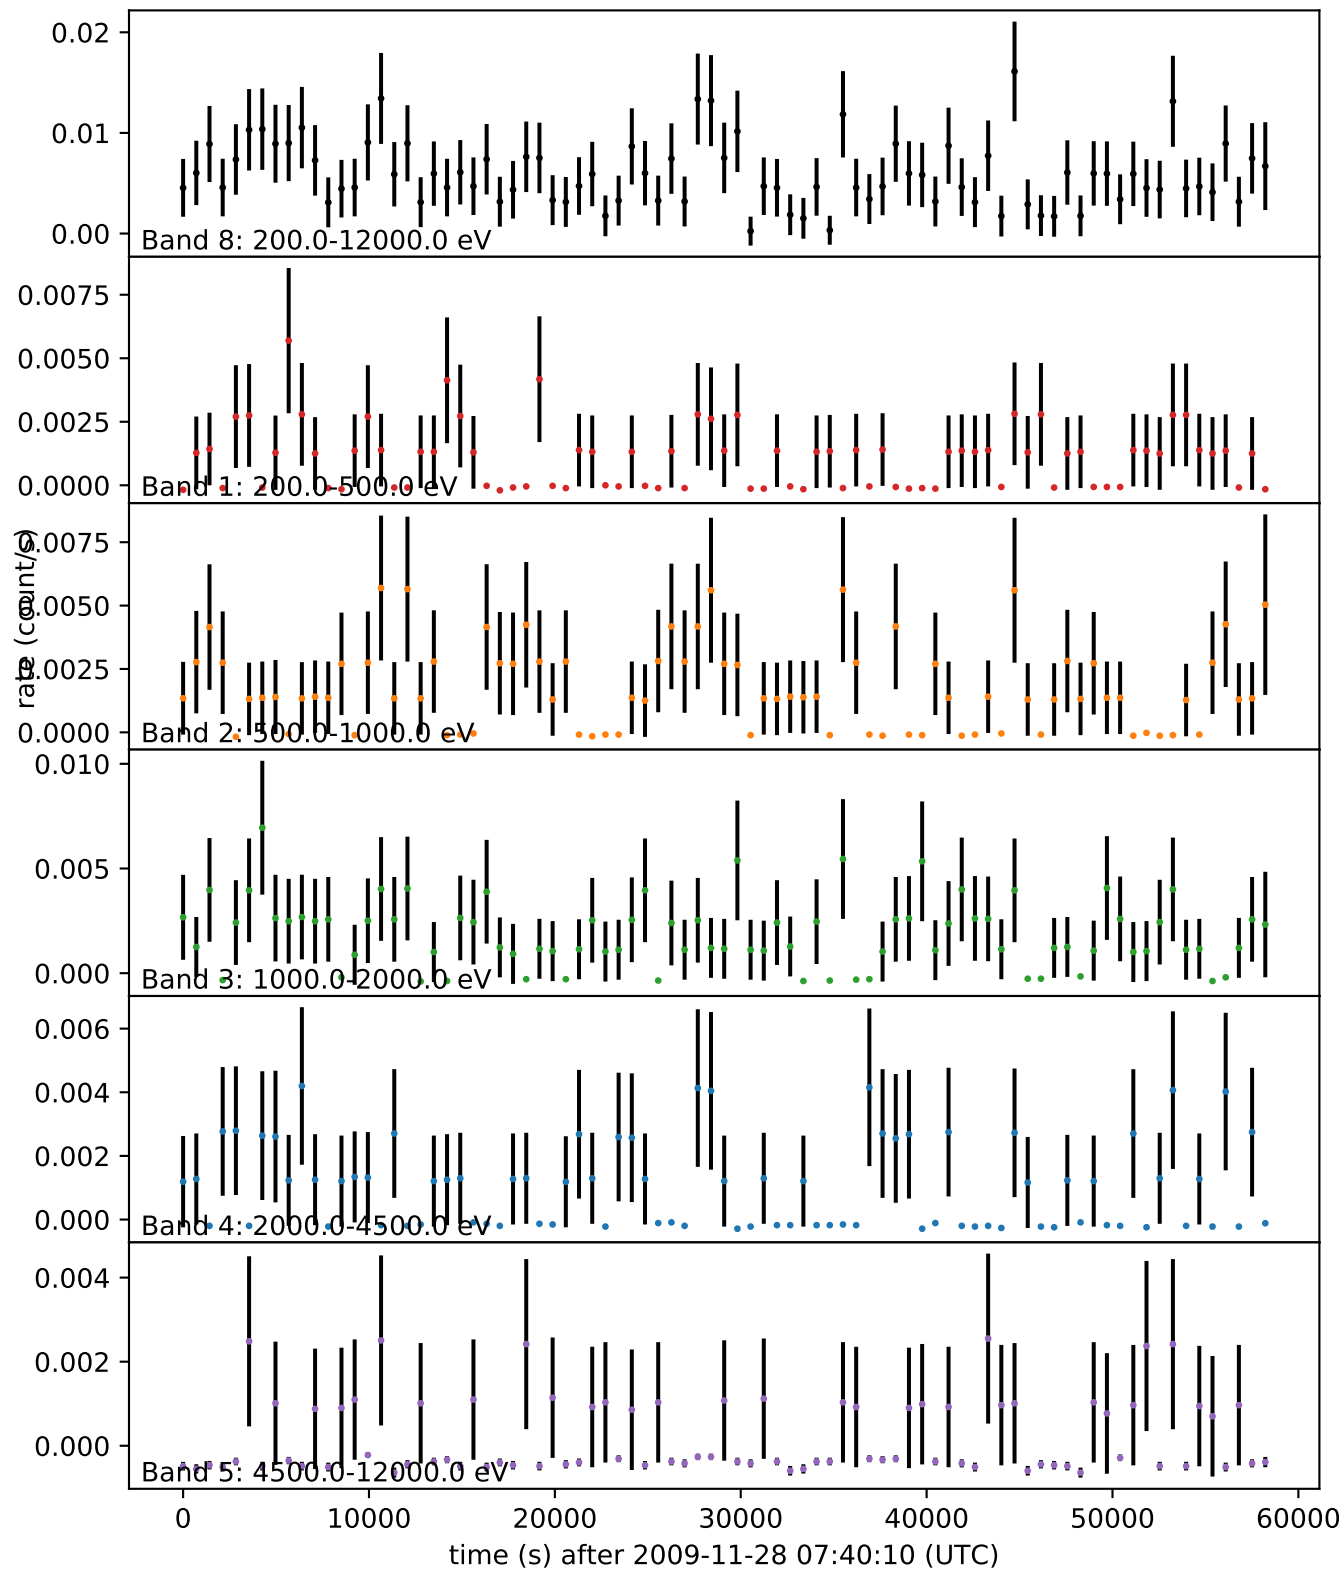 0.02
0.01
0.00
Band 8: 200.0-12000.0 eV
0.0075
0.0050
0.0025
0.0000
Band 1: 200.0-500.0 eV
rate (count/s)
0.0075
0.0050
0.0025
0.0000
Band 2: 500.0-1000.0 eV
0.010
0.005
0.000
Band 3: 1000.0-2000.0 eV
0.006
0.004
0.002
0.000
Band 4: 2000.0-4500.0 eV
0.004
0.002
0.000
Band 5: 4500.0-12000.0 eV
0 10000 20000 30000 40000 50000 60000
time (s) after 2009-11-28 07:40:10 (UTC)